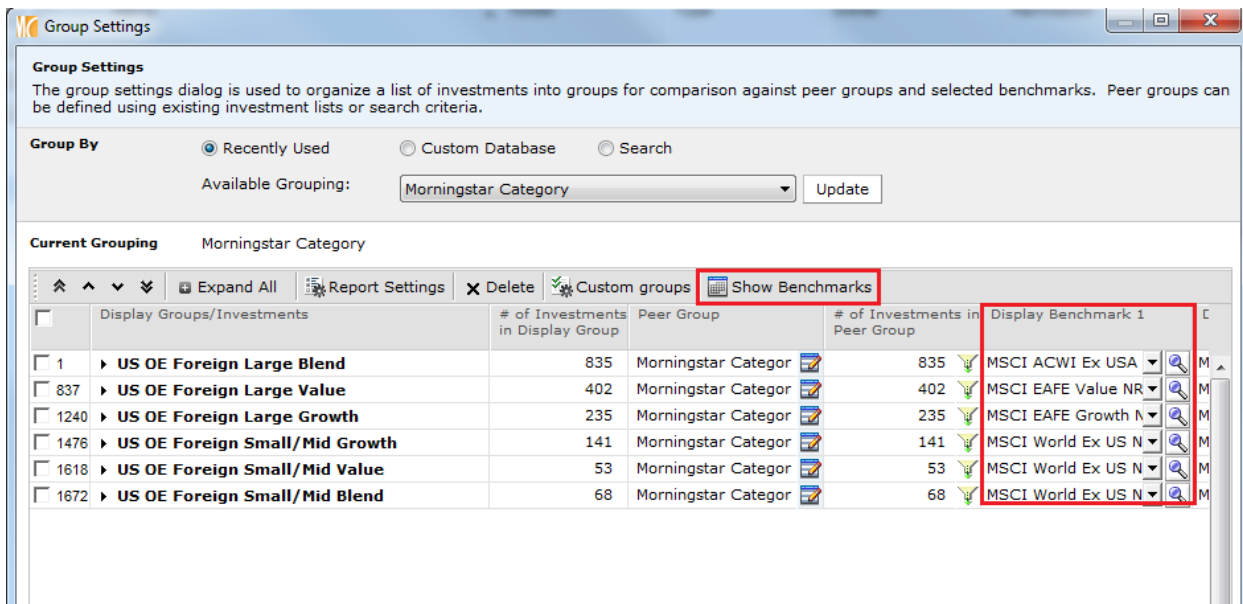 Group Settings
Group Settings
The group settings dialog is used to organize a list of investments into groups for comparison against peer groups and selected benchmarks. Peer groups can
be defined using existing investment lists or search criteria.
Group By Recently Used Custom Database Search
Available Grouping: Morningstar Category Update
Current Grouping Morningstar Category
Expand All Report Settings Delete Custom groups Show Benchmarks
Display Groups/Investments # of Investments Peer Group # of Investments in Display Benchmark 1 D
in Display Group Peer Group
1 US OE Foreign Large Blend 835 Morningstar Categor 835 MSCI ACWI Ex USA M
837 US OE Foreign Large Value 402 Morningstar Categor 402 MSCI EAFE Value NR M
1240 US OE Foreign Large Growth 235 Morningstar Categor 235 MSCI EAFE Growth N M
1476 US OE Foreign Small/Mid Growth 141 Morningstar Categor 141 MSCI World Ex US N M
1618 US OE Foreign Small/Mid Value 53 Morningstar Categor 53 MSCI World Ex US N M
1672 US OE Foreign Small/Mid Blend 68 Morningstar Categor 68 MSCI World Ex US N M